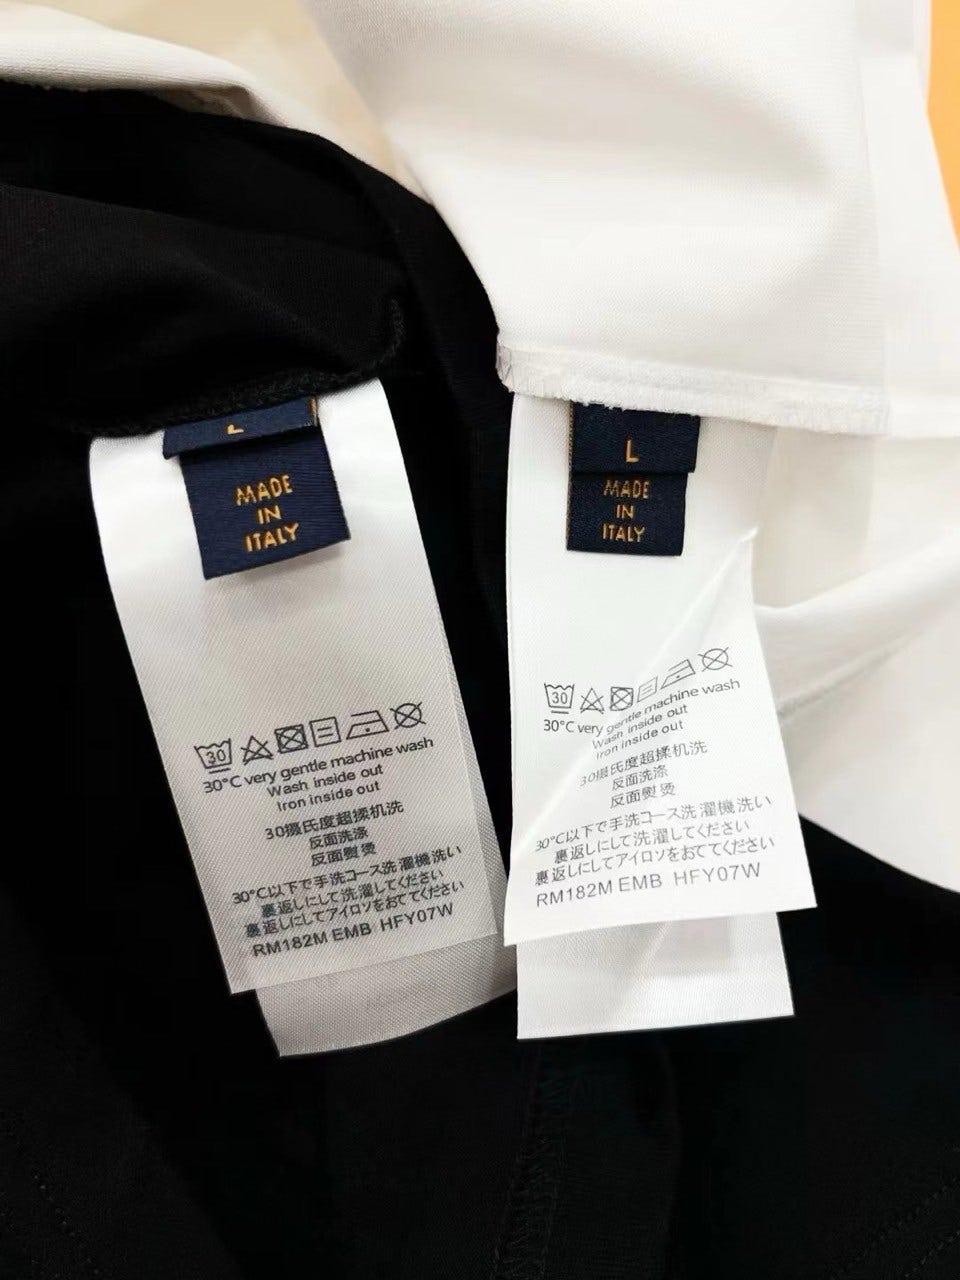 L
MADE
IN
ITALY
30
30°C very gentle machine wash
Wash inside out
Iron inside out
30攝氏度超揉机洗
反面洗涤
反面熨烫
30°C以下で手洗コース洗濯機洗い
裏返しにして洗濯してください
裏返しにしてアイロソをおててください
RM182M EMB HFY07W
L
MADE
IN
ITALY
30
30°C very gentle machine wash
Wash inside out
Iron inside out
30攝氏度超揉机洗
反面洗涤
反面熨烫
30°C以下で手洗コース洗濯機洗い
裏返しにして洗濯してください
裏返しにしてアイロソをおててください
RM182M EMB HFY07W